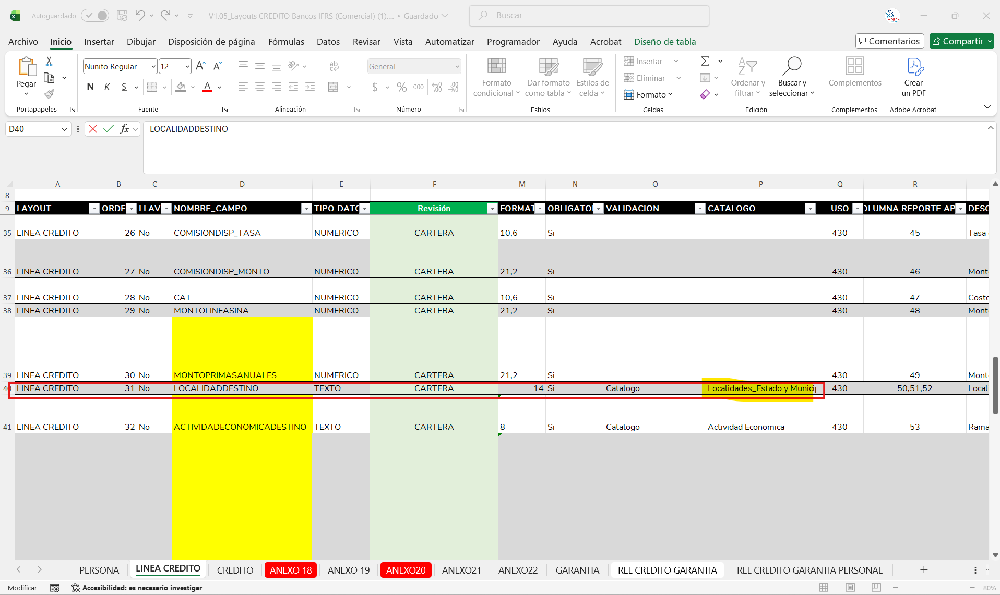 Autoguardado
V1.05_Layouts CREDITO Bancos IFRS (Comercial) (1).... • Guardado
Buscar
IMPERA
Archivo Inicio Insertar Dibujar Disposición de página Fórmulas Datos Revisar Vista Automatizar Programador Ayuda Acrobat Diseño de tabla
Comentarios Compartir
Pegar
Portapapeles
Nunito Regular 12
N K S
Fuente
Alineación
General
$ % 000
Número
Formato condicional
Dar formato como tabla
Estilos de celda
Estilos
Insertar
Eliminar
Formato
Celdas
Ordenar y filtrar
Buscar y seleccionar
Edición
Complementos
Complementos
Crear un PDF
Adobe Acrobat
D40 fx LOCALIDADDESTINO
A B C D E F M N O P Q R
8
9 LAYOUT ORDE LLAV NOMBRE_CAMPO TIPO DATO Revisión FORMAT OBLIGATO VALIDACION CATALOGO USO OLUMNA REPORTE AP DESC
35 LINEA CREDITO 26 No COMISIONDISP_TASA NUMERICO CARTERA 10,6 Si 430 45 Tasa
36 LINEA CREDITO 27 No COMISIONDISP_MONTO NUMERICO CARTERA 21,2 Si 430 46 Mont
37 LINEA CREDITO 28 No CAT NUMERICO CARTERA 10,6 Si 430 47 Costo
38 LINEA CREDITO 29 No MONTOLINEASINA NUMERICO CARTERA 21,2 Si 430 48 Mont
39 LINEA CREDITO 30 No MONTOPRIMASANUALES NUMERICO CARTERA 21,2 Si 430 49 Mont
40 LINEA CREDITO 31 No LOCALIDADDESTINO TEXTO CARTERA 14 Si Catalogo Localidades_Estado y Municip 430 50,51,52 Local
41 LINEA CREDITO 32 No ACTIVIDADECONOMICADESTINO TEXTO CARTERA 8 Si Catalogo Actividad Economica 430 53 Rama
PERSONA LINEA CREDITO CREDITO ANEXO 18 ANEXO 19 ANEXO20 ANEXO21 ANEXO22 GARANTIA REL CREDITO GARANTIA REL CREDITO GARANTIA PERSONAL
Modificar Accesibilidad: es necesario investigar 80%